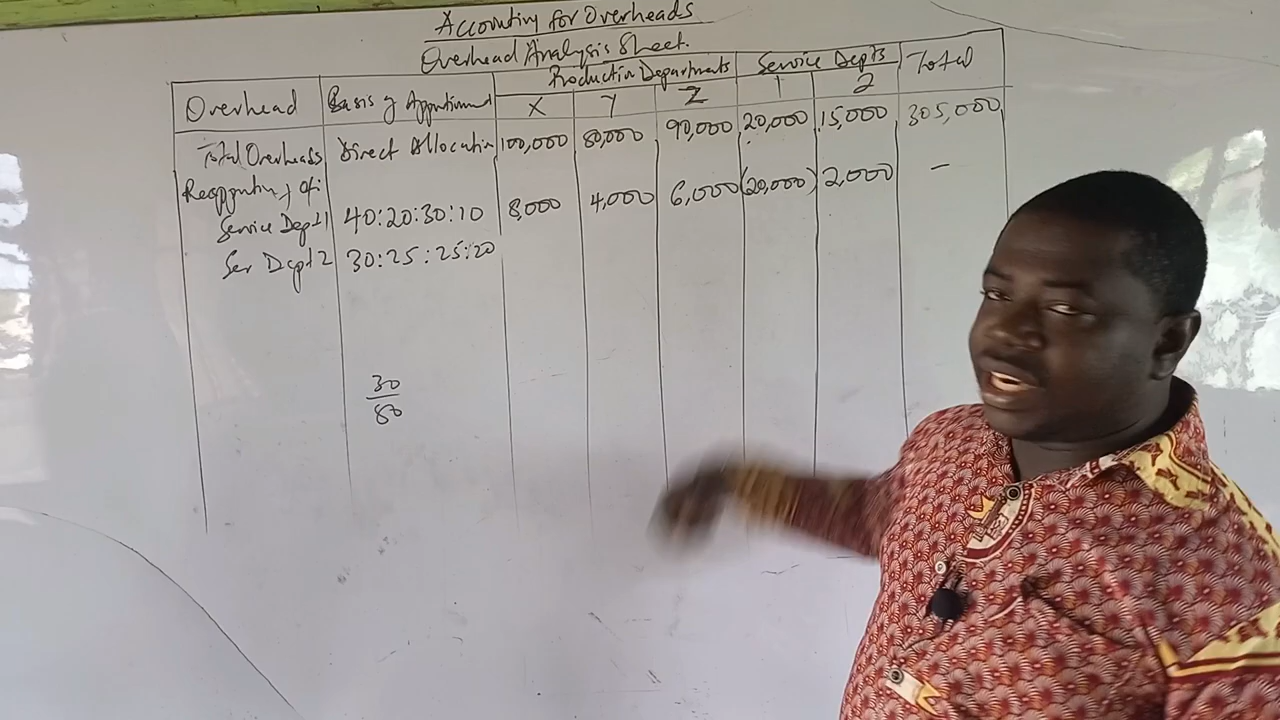 Accounting for Overheads
Overhead Analysis Sheet.
Production Departments Service Depts Total
Overhead Basis of Apportionment X Y Z 1 2
Total Overheads Direct Allocation 100,000 80,000 90,000 20,000 15,000 305,000
of:
Service Dept 1 40:20:30:10 8,000 4,000 6,000 (20,000) 2,000 -
Ser Dept 2 30:25:25:20
30
80